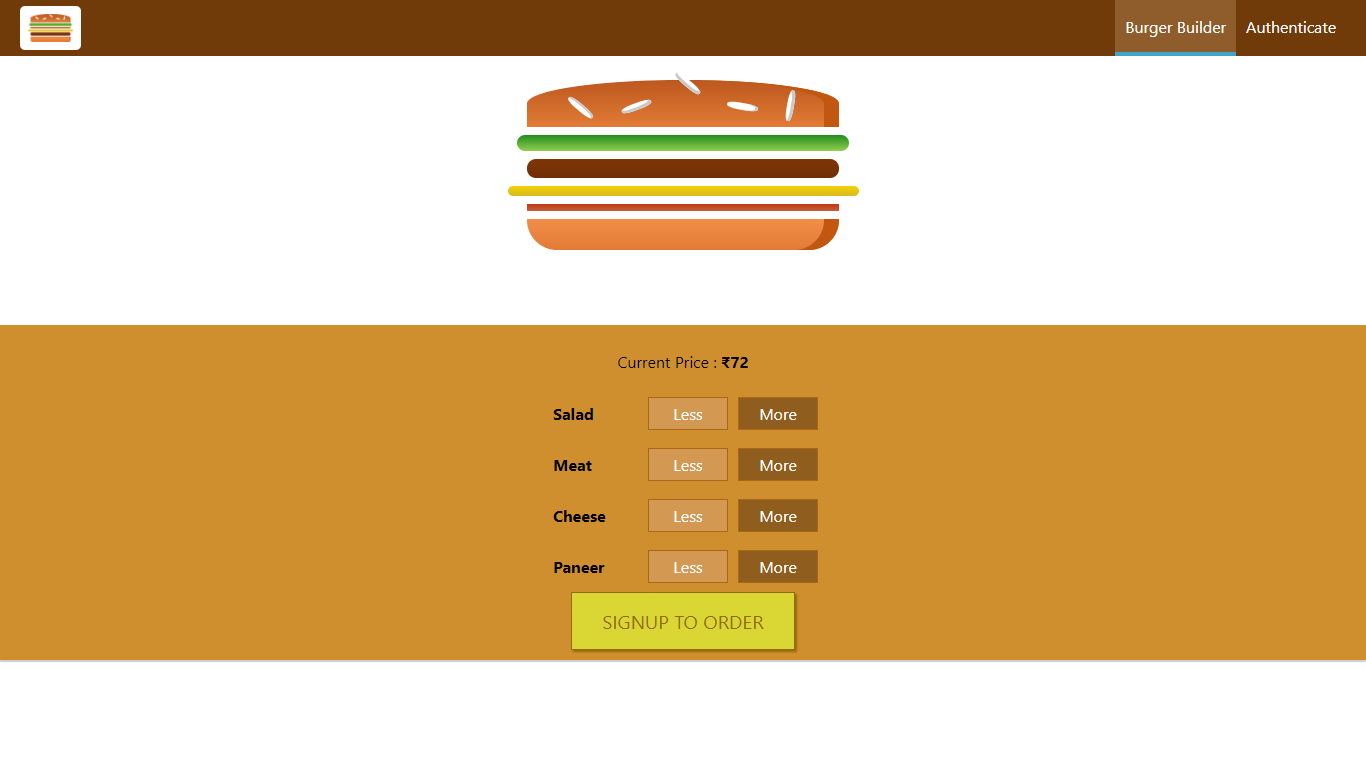 Burger Builder Authenticate
Current Price : ₹72
Salad Less More
Meat Less More
Cheese Less More
Paneer Less More
SIGNUP TO ORDER